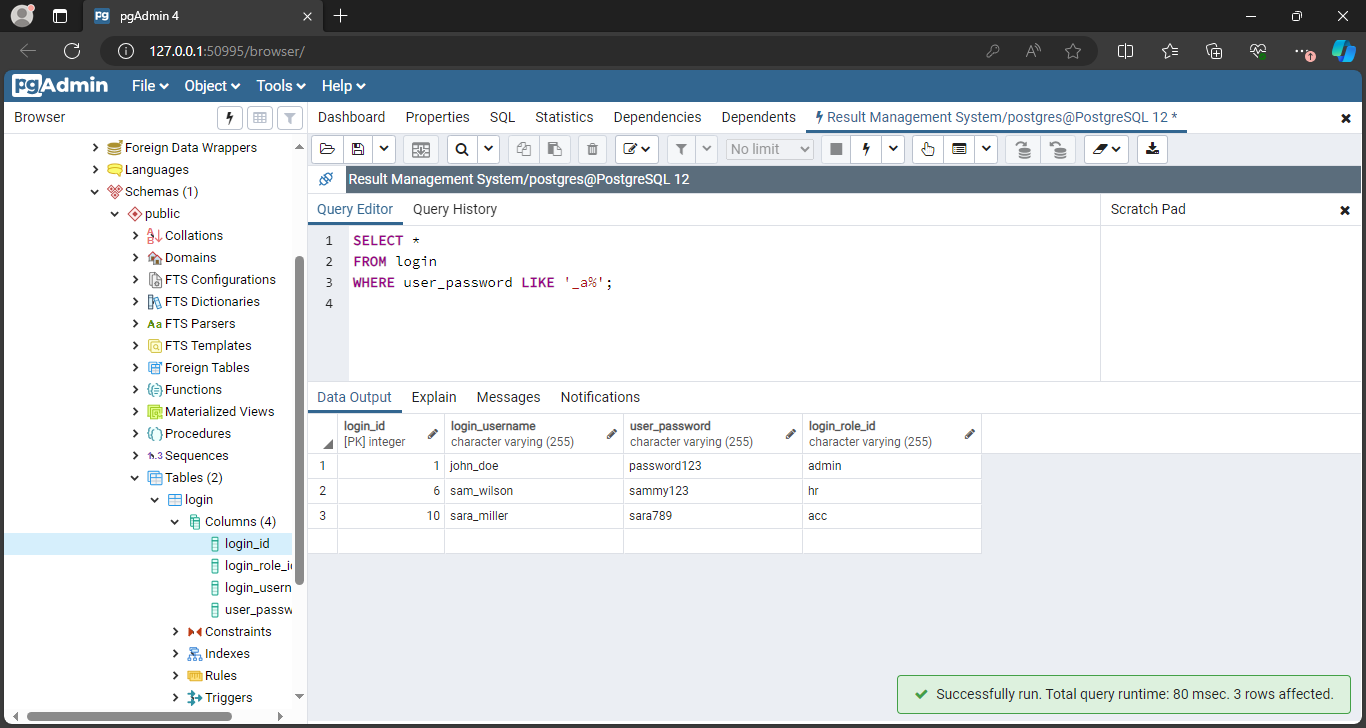 pgAdmin 4
127.0.0.1:50995/browser/
pgAdmin File Object Tools Help
Browser
Dashboard Properties SQL Statistics Dependencies Dependents Result Management System/postgres@PostgreSQL 12 *
No limit
Result Management System/postgres@PostgreSQL 12
Query Editor Query History
Scratch Pad
1 SELECT *
2 FROM login
3 WHERE user_password LIKE '_a%';
4
Foreign Data Wrappers
Languages
Schemas (1)
public
Collations
Domains
FTS Configurations
FTS Dictionaries
Aa FTS Parsers
FTS Templates
Foreign Tables
Functions
Materialized Views
Procedures
1..3 Sequences
Tables (2)
login
Columns (4)
login_id
login_role_i
login_usern
user_passw
Constraints
Indexes
Rules
Triggers
Data Output Explain Messages Notifications
login_id login_username user_password login_role_id
[PK] integer character varying (255) character varying (255) character varying (255)
1 1 john_doe password123 admin
2 6 sam_wilson sammy123 hr
3 10 sara_miller sara789 acc
Successfully run. Total query runtime: 80 msec. 3 rows affected.